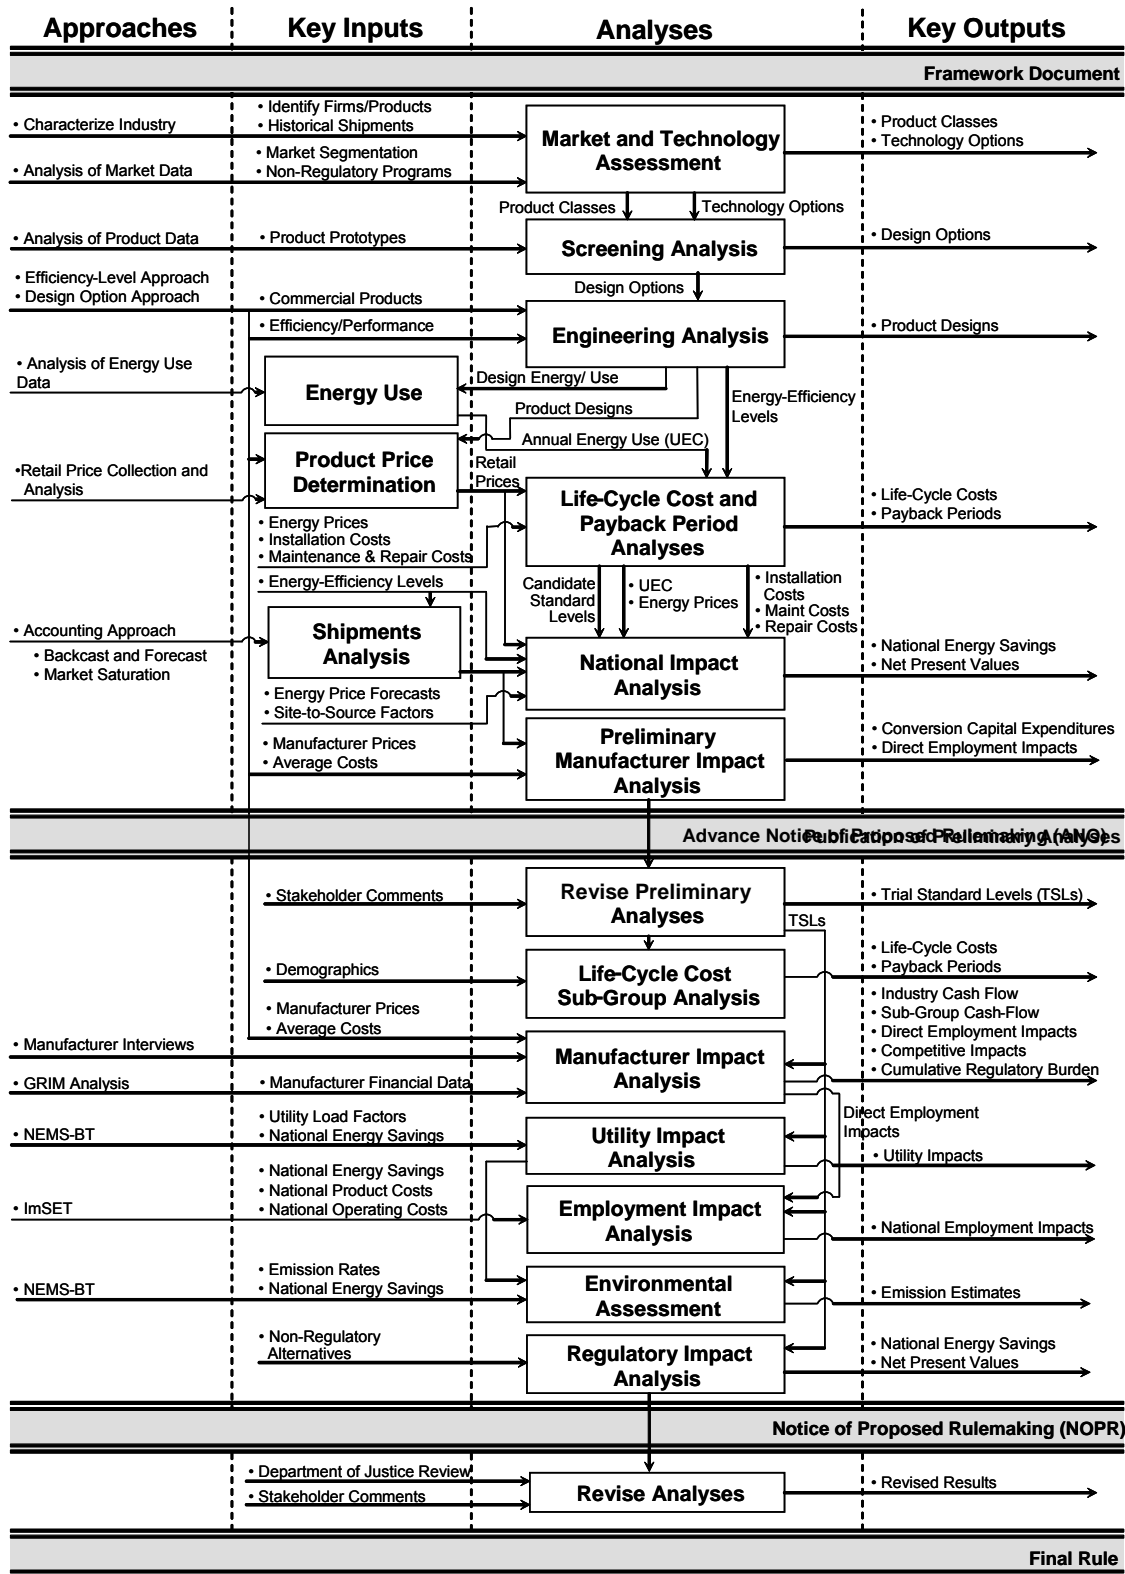 Approaches
Key Inputs
Analyses
Key Outputs
Framework Document
• Characterize Industry
• Analysis of Market Data
• Identify Firms/Products
• Historical Shipments
• Market Segmentation
• Non-Regulatory Programs
Market and Technology
Assessment
• Product Classes
• Technology Options
Product Classes
Technology Options
• Analysis of Product Data
• Product Prototypes
Screening Analysis
• Design Options
• Efficiency-Level Approach
• Design Option Approach
Design Options
• Commercial Products
• Efficiency/Performance
Engineering Analysis
• Product Designs
• Analysis of Energy Use
Data
Energy Use
Design Energy/ Use
Product Designs
Energy-Efficiency
Levels
Annual Energy Use (UEC)
•Retail Price Collection and
Analysis
Product Price
Determination
Retail
Prices
Life-Cycle Cost and
Payback Period
Analyses
• Life-Cycle Costs
• Payback Periods
• Energy Prices
• Installation Costs
• Maintenance & Repair Costs
• Energy-Efficiency Levels
Candidate
Standard
Levels
• UEC
• Energy Prices
• Installation
Costs
• Maint Costs
• Repair Costs
• Accounting Approach
• Backcast and Forecast
• Market Saturation
Shipments
Analysis
National Impact
Analysis
• National Energy Savings
• Net Present Values
• Energy Price Forecasts
• Site-to-Source Factors
• Manufacturer Prices
• Average Costs
Preliminary
Manufacturer Impact
Analysis
• Conversion Capital Expenditures
• Direct Employment Impacts
Advance Notice of Proposed Rulemaking (ANO)
Publication of Preliminary Analyses
• Stakeholder Comments
Revise Preliminary
Analyses
• Trial Standard Levels (TSLs)
TSLs
• Demographics
Life-Cycle Cost
Sub-Group Analysis
• Life-Cycle Costs
• Payback Periods
• Manufacturer Prices
• Average Costs
• Industry Cash Flow
• Sub-Group Cash-Flow
• Direct Employment Impacts
• Competitive Impacts
• Cumulative Regulatory Burden
• Manufacturer Interviews
• GRIM Analysis
• Manufacturer Financial Data
Manufacturer Impact
Analysis
Direct Employment
Impacts
• NEMS-BT
• Utility Load Factors
• National Energy Savings
Utility Impact
Analysis
• Utility Impacts
• ImSET
• National Energy Savings
• National Product Costs
• National Operating Costs
Employment Impact
Analysis
• National Employment Impacts
• NEMS-BT
• Emission Rates
• National Energy Savings
Environmental
Assessment
• Emission Estimates
• Non-Regulatory
Alternatives
Regulatory Impact
Analysis
• National Energy Savings
• Net Present Values
Notice of Proposed Rulemaking (NOPR)
• Department of Justice Review
• Stakeholder Comments
Revise Analyses
• Revised Results
Final Rule